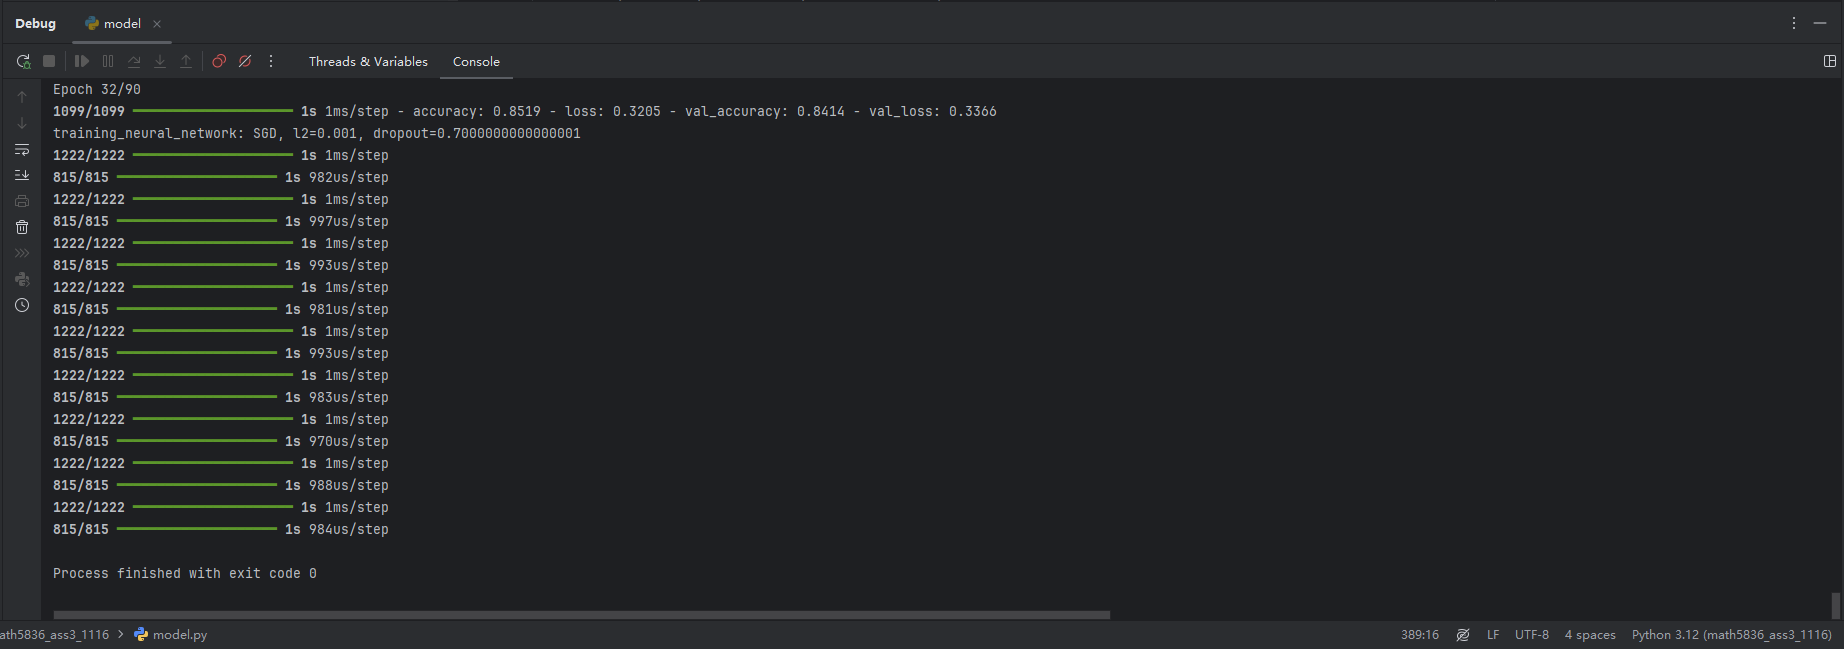 Debug model
Threads & Variables Console
Epoch 32/90
1099/1099 ━━━━━━━━━━━━━━━━━━━━ 1s 1ms/step - accuracy: 0.8519 - loss: 0.3205 - val_accuracy: 0.8414 - val_loss: 0.3366
training_neural_network: SGD, l2=0.001, dropout=0.7000000000000001
1222/1222 ━━━━━━━━━━━━━━━━━━━━ 1s 1ms/step
815/815 ━━━━━━━━━━━━━━━━━━━━ 1s 982us/step
1222/1222 ━━━━━━━━━━━━━━━━━━━━ 1s 1ms/step
815/815 ━━━━━━━━━━━━━━━━━━━━ 1s 997us/step
1222/1222 ━━━━━━━━━━━━━━━━━━━━ 1s 1ms/step
815/815 ━━━━━━━━━━━━━━━━━━━━ 1s 993us/step
1222/1222 ━━━━━━━━━━━━━━━━━━━━ 1s 1ms/step
815/815 ━━━━━━━━━━━━━━━━━━━━ 1s 981us/step
1222/1222 ━━━━━━━━━━━━━━━━━━━━ 1s 1ms/step
815/815 ━━━━━━━━━━━━━━━━━━━━ 1s 993us/step
1222/1222 ━━━━━━━━━━━━━━━━━━━━ 1s 1ms/step
815/815 ━━━━━━━━━━━━━━━━━━━━ 1s 983us/step
1222/1222 ━━━━━━━━━━━━━━━━━━━━ 1s 1ms/step
815/815 ━━━━━━━━━━━━━━━━━━━━ 1s 970us/step
1222/1222 ━━━━━━━━━━━━━━━━━━━━ 1s 1ms/step
815/815 ━━━━━━━━━━━━━━━━━━━━ 1s 988us/step
1222/1222 ━━━━━━━━━━━━━━━━━━━━ 1s 1ms/step
815/815 ━━━━━━━━━━━━━━━━━━━━ 1s 984us/step
Process finished with exit code 0
ath5836_ass3_1116 > model.py 389:16 LF UTF-8 4 spaces Python 3.12 (math5836_ass3_1116)